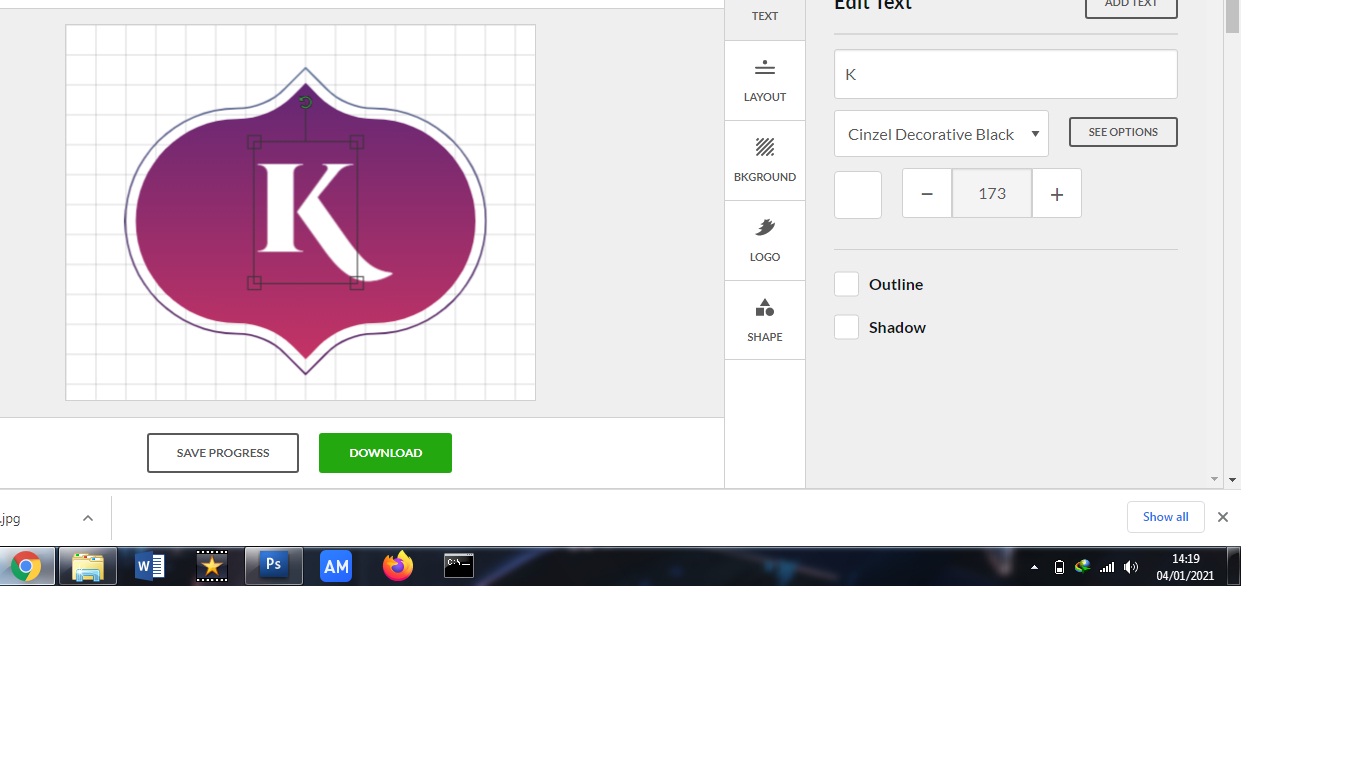 TEXT
Edit Text
ADD TEXT
K
LAYOUT
Cinzel Decorative Black
SEE OPTIONS
BKGROUND
173
LOGO
Outline
Shadow
SHAPE
K
SAVE PROGRESS
DOWNLOAD
.jpg
Show all
W
Ps
AM
C:\_
14:19
04/01/2021